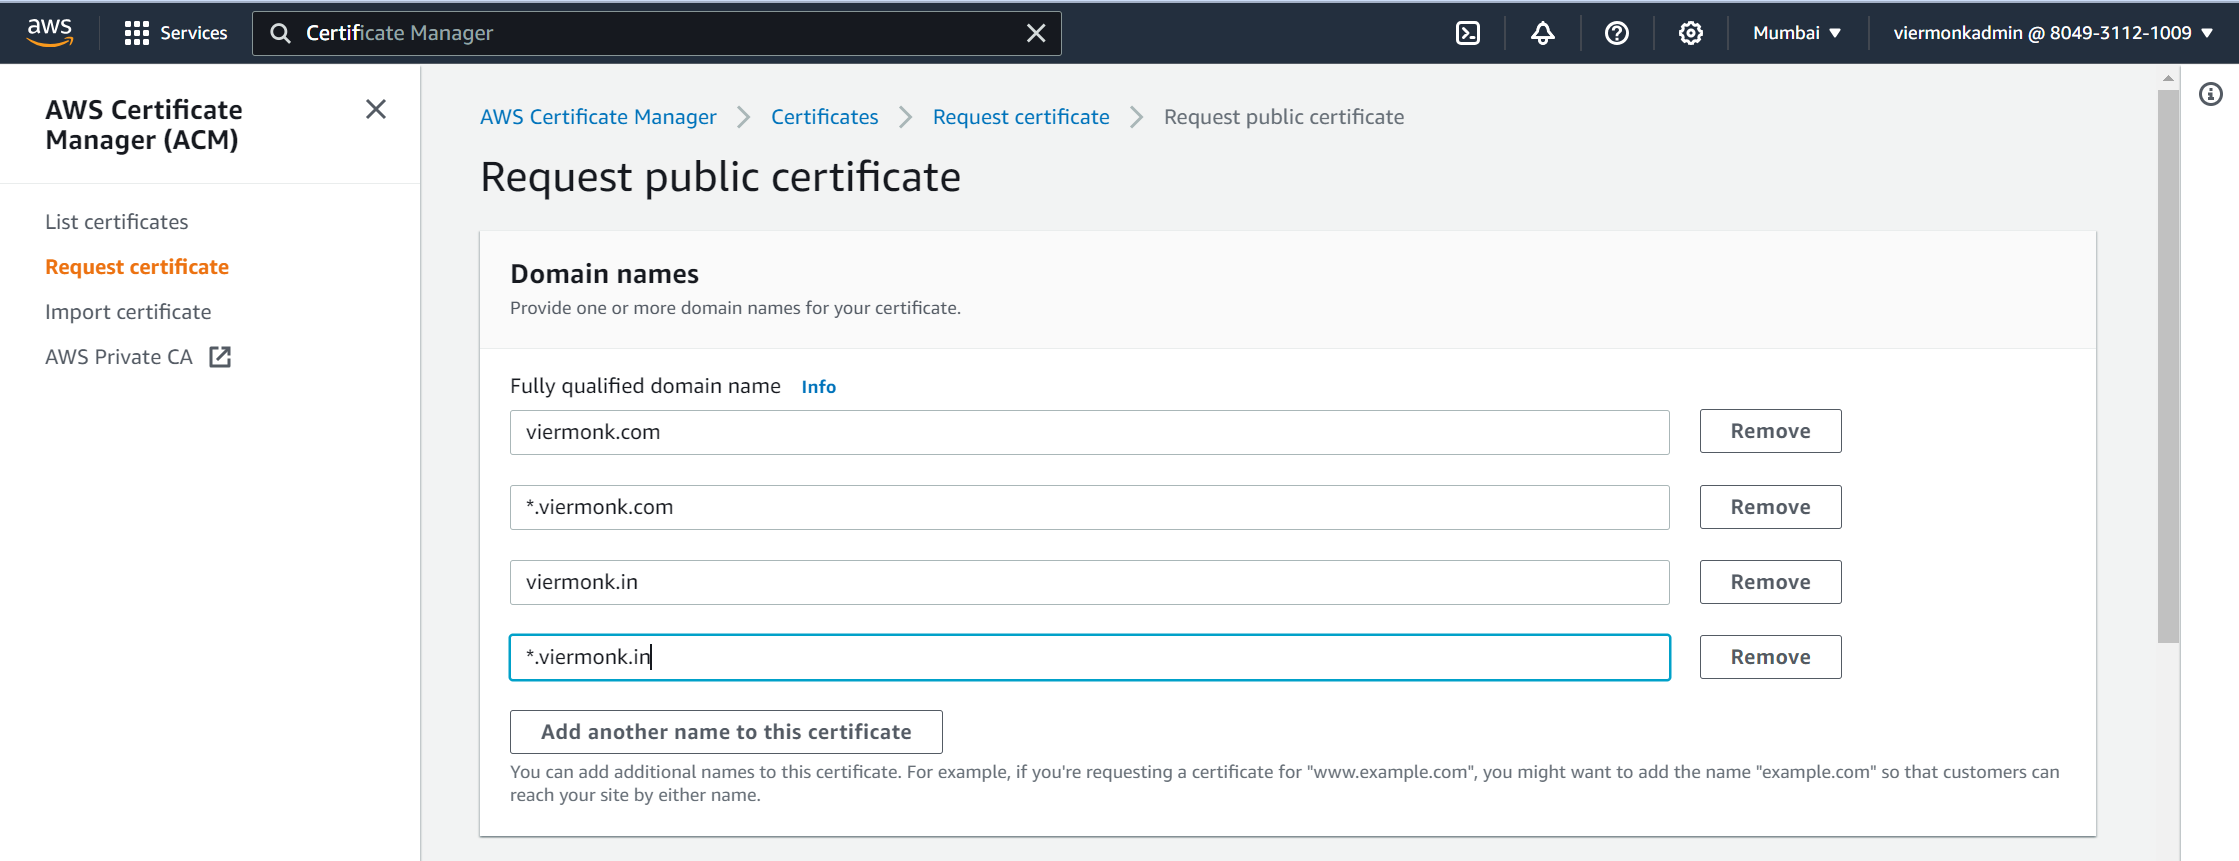 aws
Services
Certificate Manager
Mumbai ▼
viermonkadmin @ 8049-3112-1009 ▼
AWS Certificate
Manager (ACM)
List certificates
Request certificate
Import certificate
AWS Private CA
AWS Certificate Manager > Certificates > Request certificate > Request public certificate
Request public certificate
Domain names
Provide one or more domain names for your certificate.
Fully qualified domain name Info
viermonk.com
Remove
*.viermonk.com
Remove
viermonk.in
Remove
*.viermonk.in
Remove
Add another name to this certificate
You can add additional names to this certificate. For example, if you're requesting a certificate for "www.example.com", you might want to add the name "example.com" so that customers can
reach your site by either name.